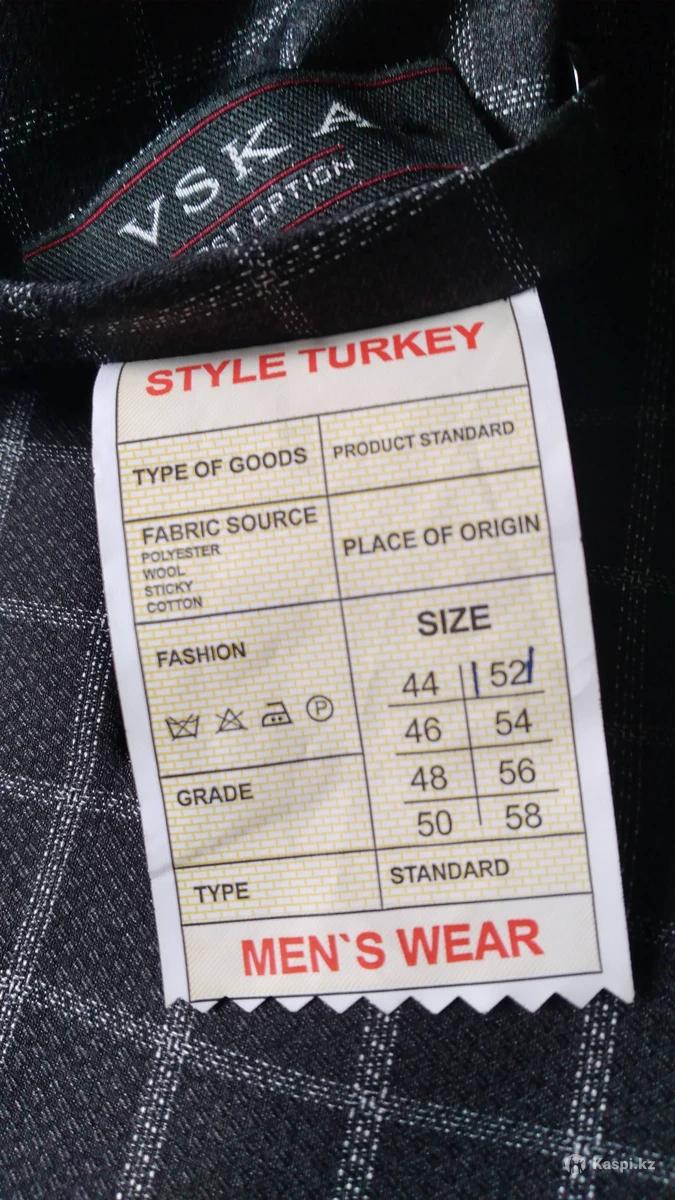 VSKA
OPTION
STYLE TURKEY
TYPE OF GOODS
PRODUCT STANDARD
FABRIC SOURCE
POLYESTER
WOOL
STICKY
COTTON
PLACE OF ORIGIN
FASHION
P
SIZE
44 52
46 54
48 56
50 58
GRADE
TYPE
STANDARD
MEN`S WEAR
Kaspi.kz